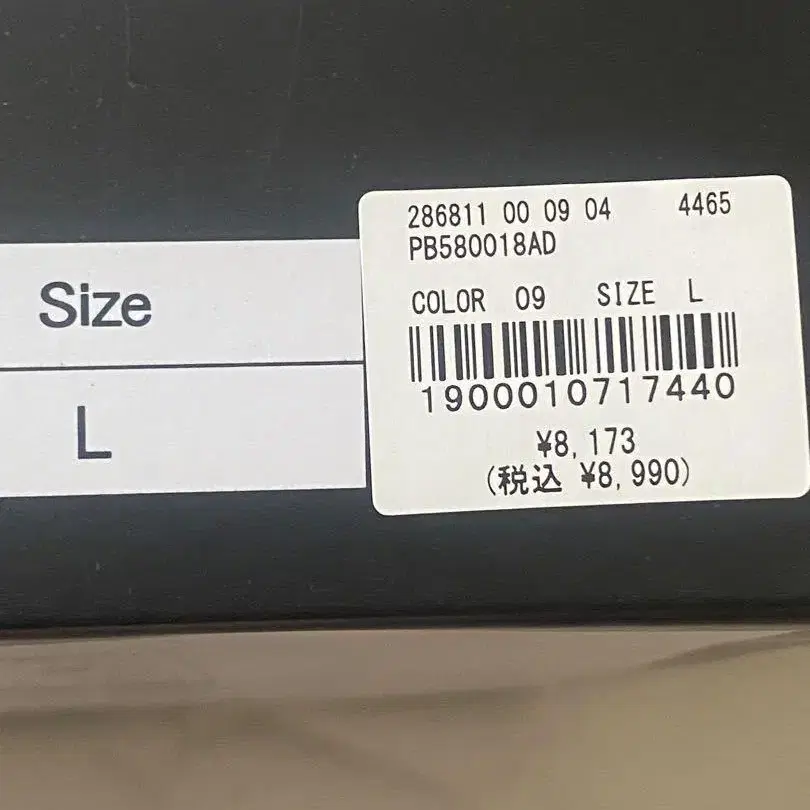 Size
L
286811 00 09 04 4465
PB580018AD
COLOR 09 SIZE L
1900010717440
¥8,173
(税込 ¥8,990)